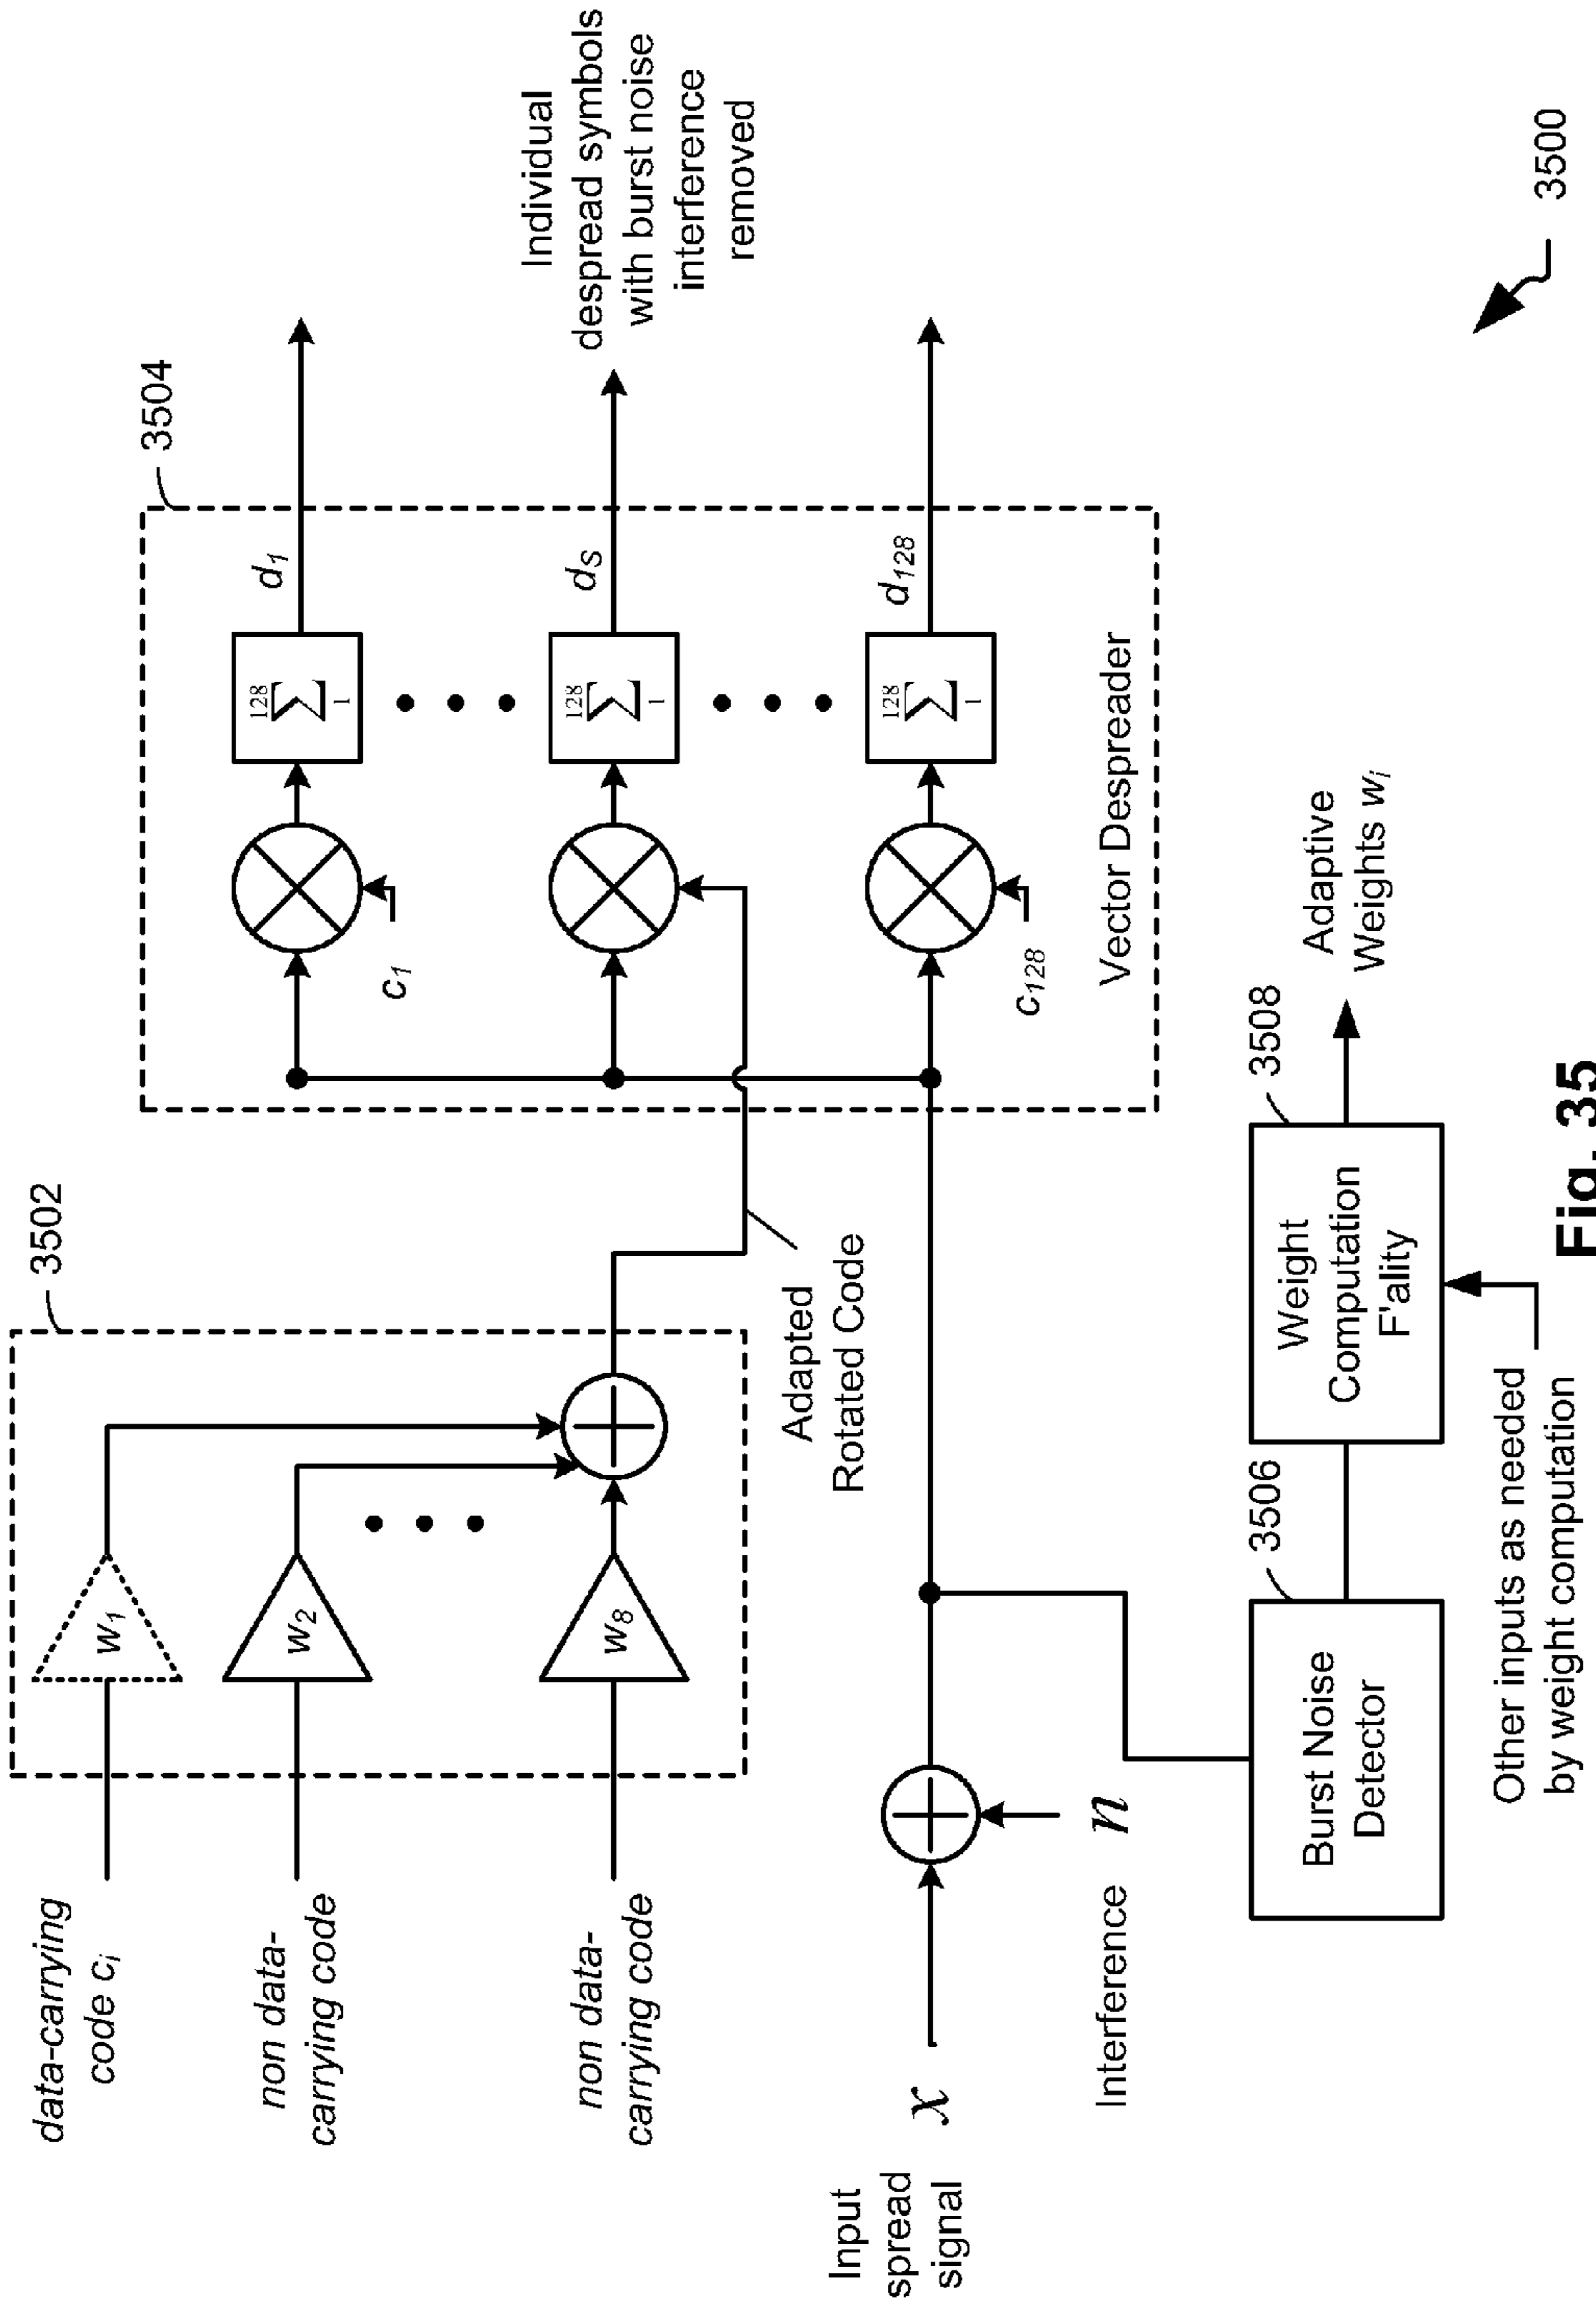 3502
data-carrying
code ci
w1
non data-
carrying code
w2
non data-
carrying code
w8
Adapted
Rotated Code
3504
c1
128
∑
1
d1
128
∑
1
dS
c128
128
∑
1
d128
Vector Despreader
Individual
despread symbols
with burst noise
interference
removed
Input
spread
signal
x
Interference
n
3506
Burst Noise
Detector
3508
Weight
Computation
F'ality
Adaptive
Weights wi
Other inputs as needed
by weight computation
3500
Fig. 35